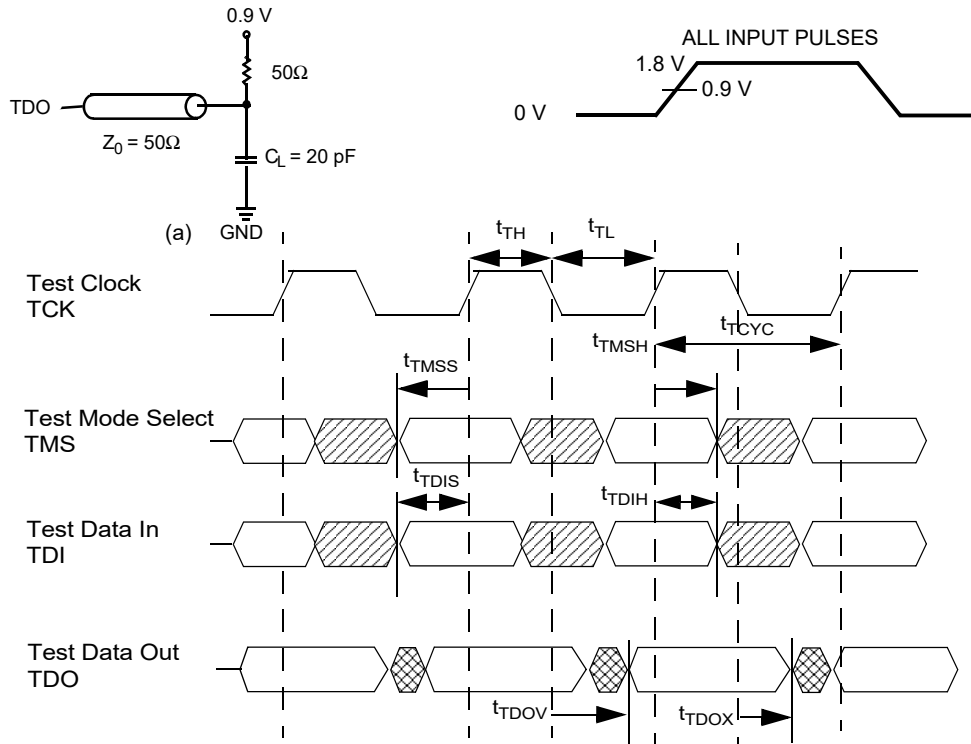 0.9 V
50Ω
TDO
Z0 = 50Ω
CL = 20 pF
(a)
GND
ALL INPUT PULSES
1.8 V
0.9 V
0 V
tTH
tTL
Test Clock
TCK
tTMSH
tTCYC
tTMSS
Test Mode Select
TMS
tTDIS
tTDIH
Test Data In
TDI
Test Data Out
TDO
tTDOV
tTDOX